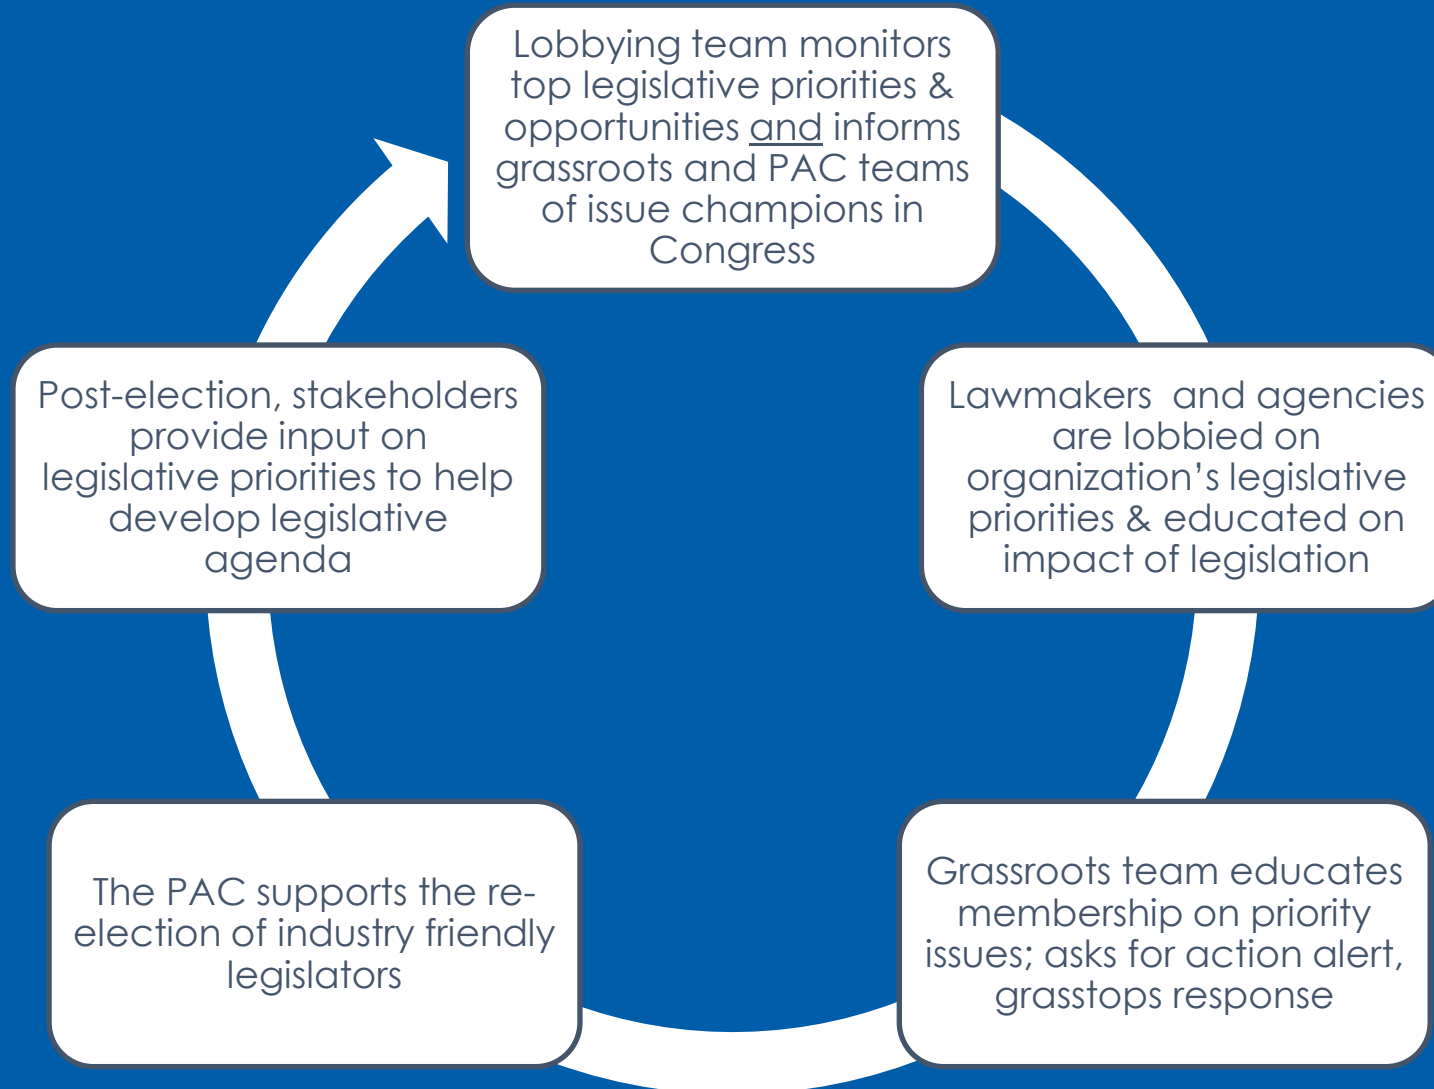 Lobbying team monitors
top legislative priorities &
opportunities and informs
grassroots and PAC teams
of issue champions in
Congress
Lawmakers  and agencies
are lobbied on
organization’s legislative
priorities & educated on
impact of legislation
Grassroots team educates
membership on priority
issues; asks for action alert,
grasstops response
The PAC supports the re-
election of industry friendly
legislators
Post-election, stakeholders
provide input on
legislative priorities to help
develop legislative
agenda